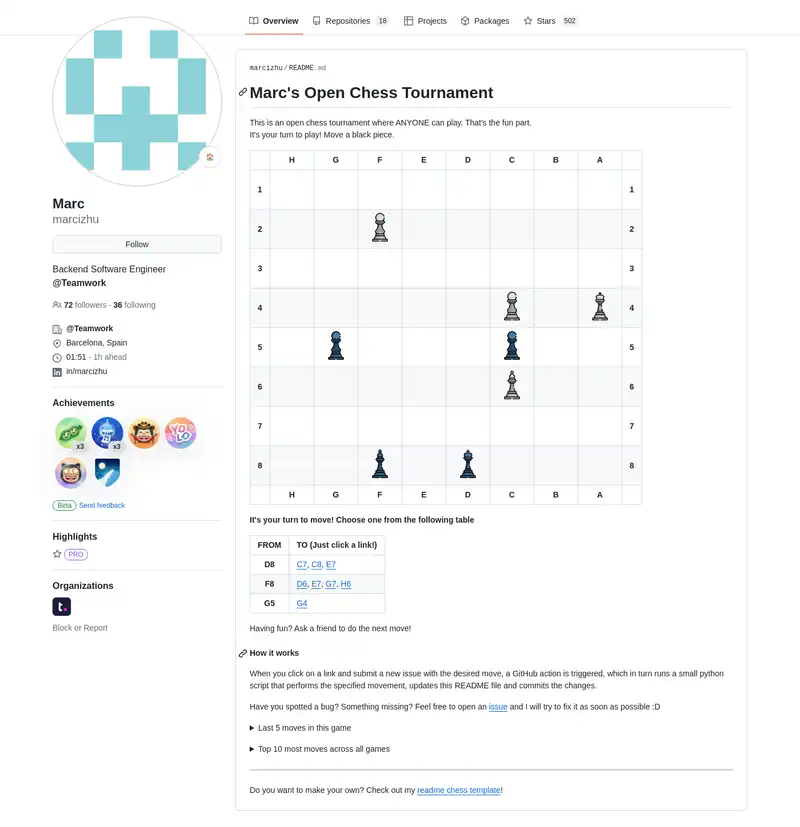 Overview
Repositories 18
Projects
Packages
Stars 502
Marc
marcizhu
Follow
Backend Software Engineer
@Teamwork
72 followers · 36 following
@Teamwork
Barcelona, Spain
01:51 - 1h ahead
in/marcizhu
Achievements
x3
x3
YOLO
Beta Send feedback
Highlights
PRO
Organizations
t.
Block or Report
marcizhu/README.md
Marc's Open Chess Tournament
This is an open chess tournament where ANYONE can play. That's the fun part.
It's your turn to play! Move a black piece.
H G F E D C B A
1 1
2 2
3 3
4 4
5 5
6 6
7 7
8 8
H G F E D C B A
It's your turn to move! Choose one from the following table
FROM TO (Just click a link!)
D8 C7, C8, E7
F8 D6, E7, G7, H6
G5 G4
Having fun? Ask a friend to do the next move!
How it works
When you click on a link and submit a new issue with the desired move, a GitHub action is triggered, which in turn runs a small python
script that performs the specified movement, updates this README file and commits the changes.
Have you spotted a bug? Something missing? Feel free to open an issue and I will try to fix it as soon as possible :D
Last 5 moves in this game
Top 10 most moves across all games
Do you want to make your own? Check out my readme chess template!